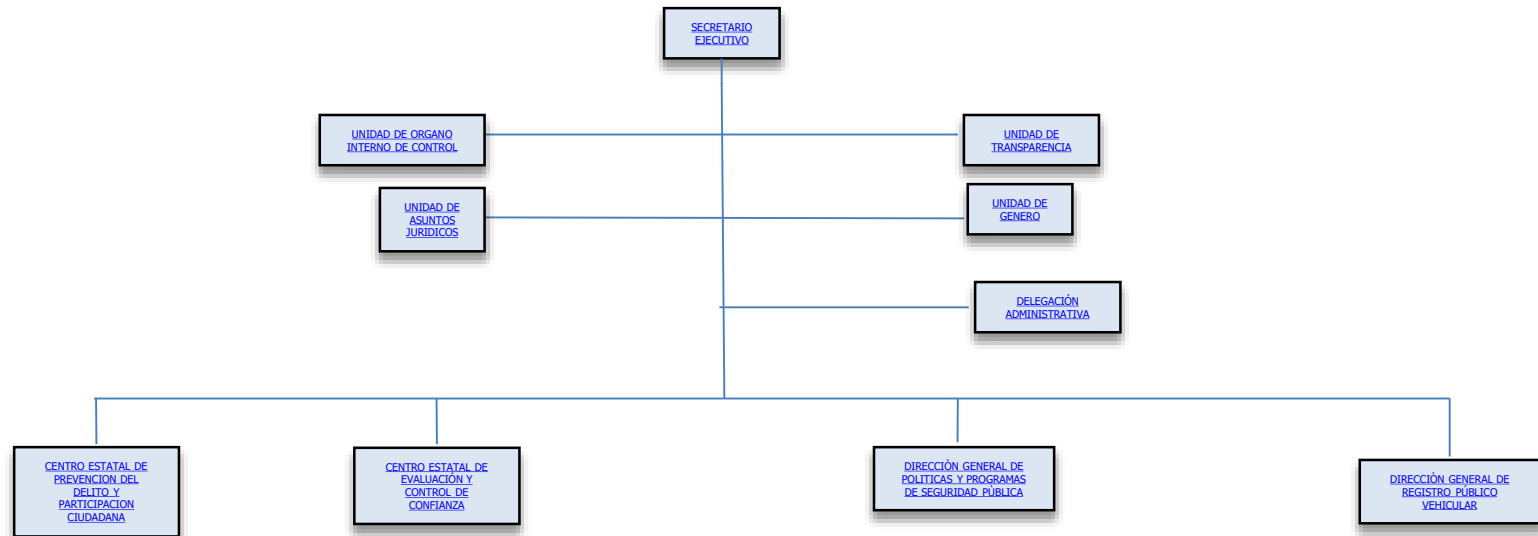 SECRETARIO
EJECUTIVO
UNIDAD DE ORGANO
INTERNO DE CONTROL
UNIDAD DE
TRANSPARENCIA
UNIDAD DE
ASUNTOS
JURIDICOS
UNIDAD DE
GENERO
DELEGACIÓN
ADMINISTRATIVA
CENTRO ESTATAL DE
PREVENCION DEL
DELITO Y
PARTICIPACION
CIUDADANA
CENTRO ESTATAL DE
EVALUACIÓN Y
CONTROL DE
CONFIANZA
DIRECCIÒN GENERAL DE
POLITICAS Y PROGRAMAS
DE SEGURIDAD PÙBLICA
DIRECCIÒN GENERAL DE
REGISTRO PÚBLICO
VEHICULAR